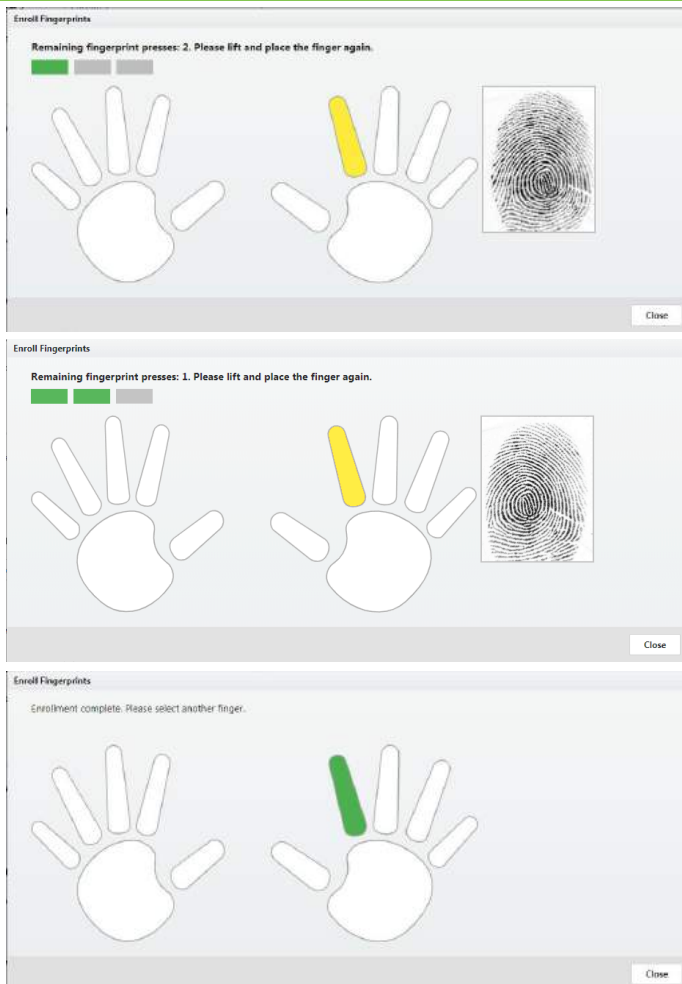 Enroll Fingerprints
Remaining fingerprint presses: 2. Please lift and place the finger again.
Close
Enroll Fingerprints
Remaining fingerprint presses: 1. Please lift and place the finger again.
Close
Enroll Fingerprints
Enrollment complete. Please select another finger.
Close